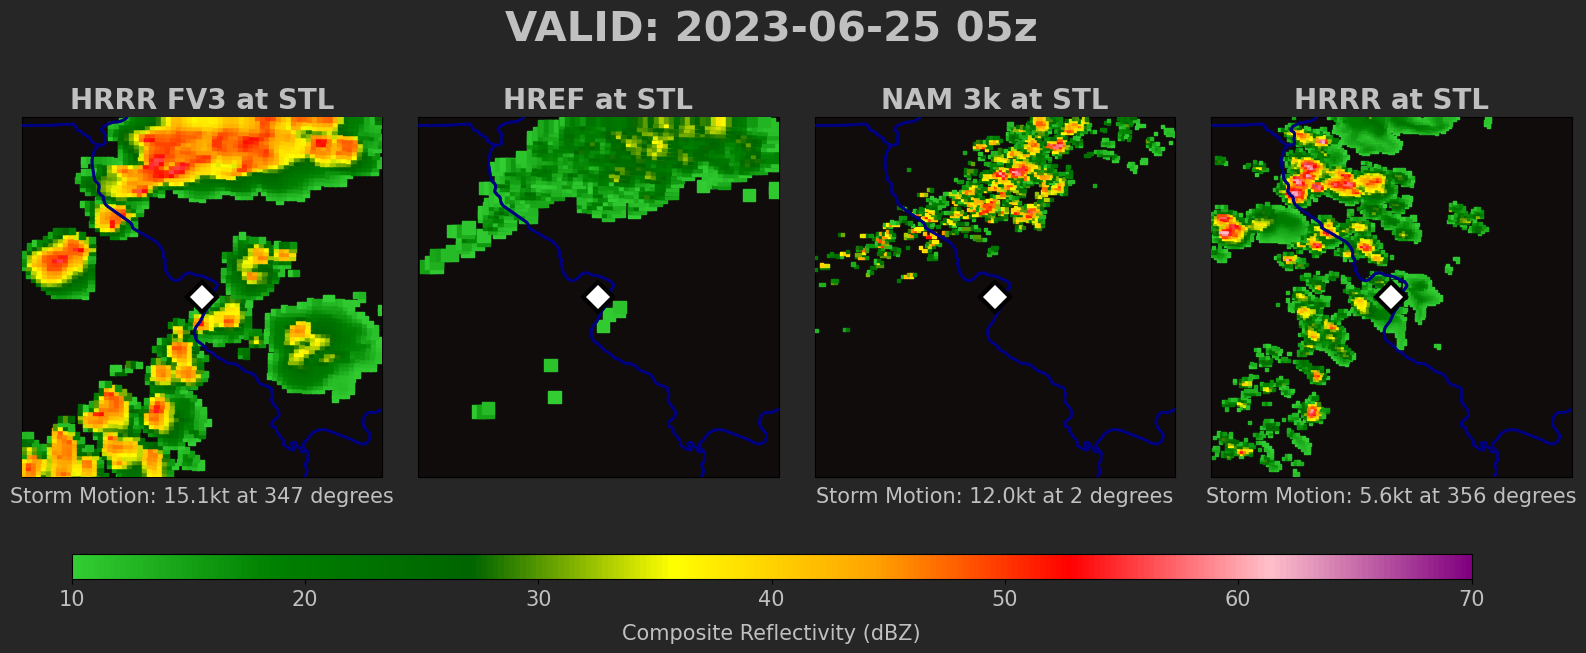 VALID: 2023-06-25 05z
HRRR FV3 at STL
HREF at STL
NAM 3k at STL
HRRR at STL
Storm Motion: 15.1kt at 347 degrees
Storm Motion: 12.0kt at 2 degrees
Storm Motion: 5.6kt at 356 degrees
10 20 30 40 50 60 70
Composite Reflectivity (dBZ)